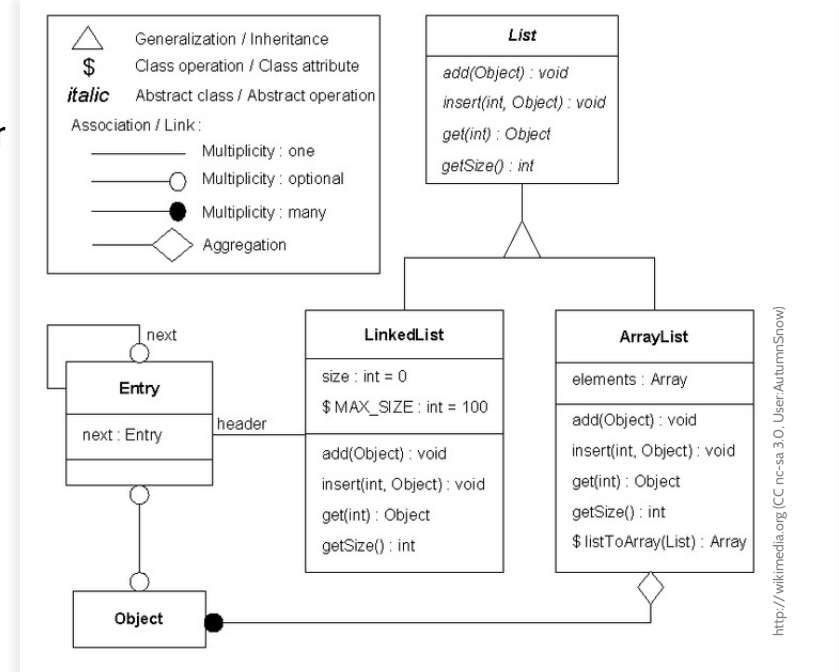 r
Generalization / Inheritance
$ Class operation / Class attribute
italic Abstract class / Abstract operation
Association / Link :
Multiplicity : one
Multiplicity : optional
Multiplicity : many
Aggregation
List
add(Object) : void
insert(int, Object) : void
get(int) : Object
getSize() : int
next
Entry
next : Entry
header
LinkedList
size : int = 0
$ MAX_SIZE : int = 100
add(Object) : void
insert(int, Object) : void
get(int) : Object
getSize() : int
ArrayList
elements : Array
add(Object) : void
insert(int, Object) : void
get(int) : Object
getSize() : int
$ listToArray(List) : Array
Object
http://wikimedia.org (CC nc-sa 3.0, User:AutumnSnow)